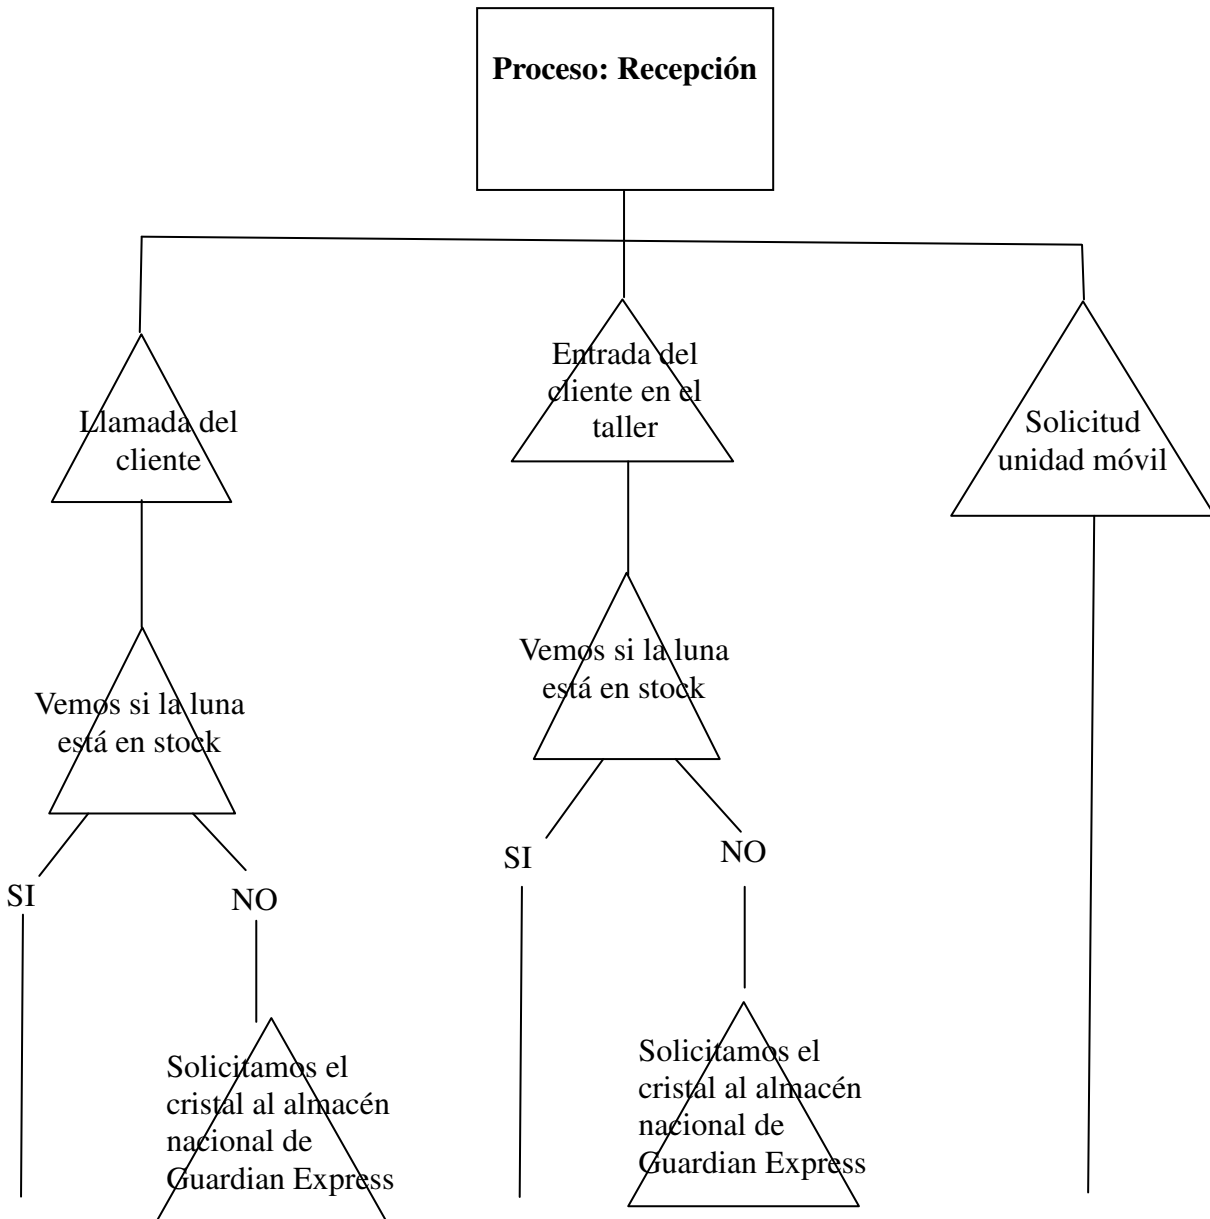 Proceso: Recepción
Entrada del
cliente en el
taller
Llamada del
cliente
Solicitud
unidad móvil
Vemos si la luna
está en stock
Vemos si la luna
está en stock
SI
NO
SI
NO
Solicitamos el
cristal al almacén
nacional de
Guardian Express
Solicitamos el
cristal al almacén
nacional de
Guardian Express